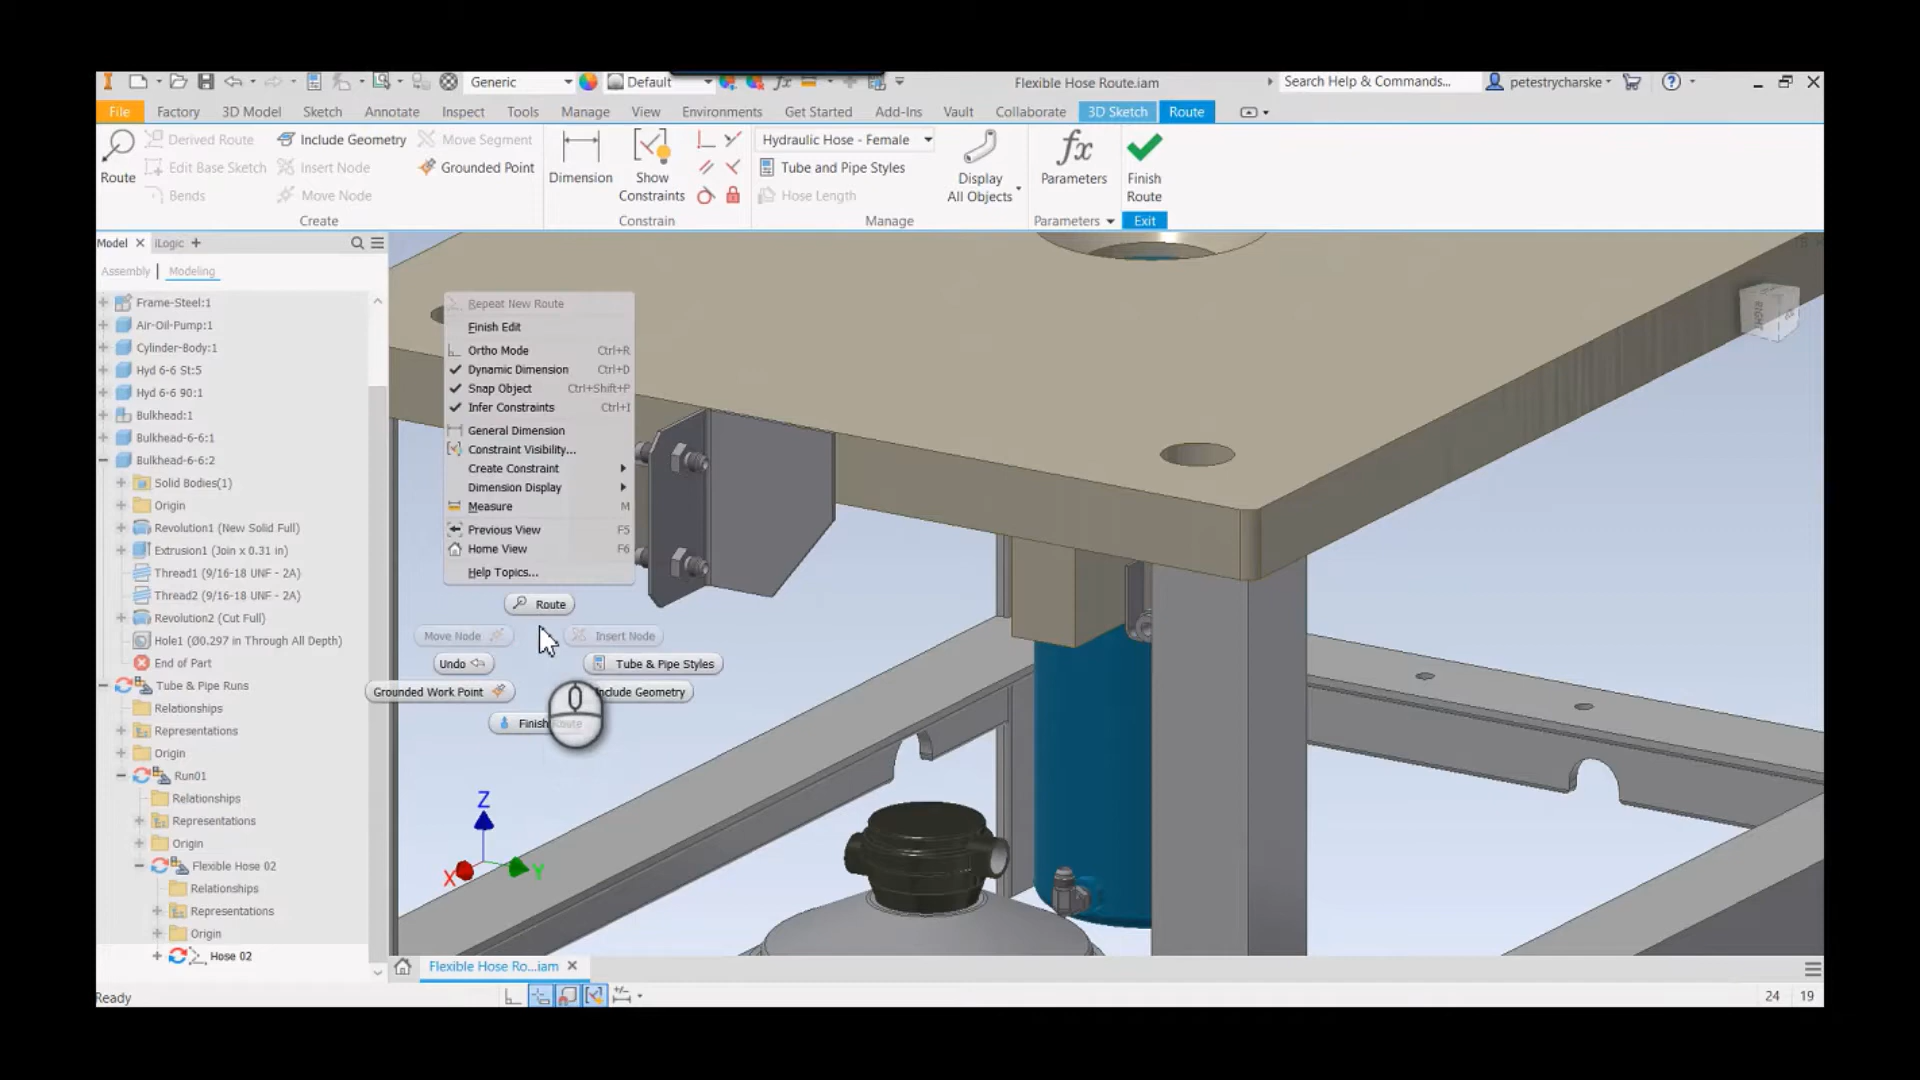 Generic
Default
Flexible Hose Route.iam
Search Help & Commands...
petestrycharske
File
Factory
3D Model
Sketch
Annotate
Inspect
Tools
Manage
View
Environments
Get Started
Add-Ins
Vault
Collaborate
3D Sketch
Route
Route
Derived Route
Edit Base Sketch
Bends
Include Geometry
Insert Node
Move Node
Move Segment
Grounded Point
Create
Dimension
Show
Constraints
Constrain
Hydraulic Hose - Female
Tube and Pipe Styles
Hose Length
Manage
Display
All Objects
fx
Parameters
Parameters
Finish
Route
Exit
Model
iLogic +
Assembly | Modeling
Frame-Steel:1
Air-Oil-Pump:1
Cylinder-Body:1
Hyd 6-6 St:5
Hyd 6-6 90:1
Bulkhead:1
Bulkhead-6-6:1
Bulkhead-6-6:2
Solid Bodies(1)
Origin
Revolution1 (New Solid Full)
Extrusion1 (Join x 0.31 in)
Thread1 (9/16-18 UNF - 2A)
Thread2 (9/16-18 UNF - 2A)
Revolution2 (Cut Full)
Hole1 (Ø0.297 in Through All Depth)
End of Part
Tube & Pipe Runs
Relationships
Representations
Origin
Run01
Relationships
Representations
Origin
Flexible Hose 02
Relationships
Representations
Origin
Hose 02
Repeat New Route
Finish Edit
Ortho Mode Ctrl+R
Dynamic Dimension Ctrl+D
Snap Object Ctrl+Shift+P
Infer Constraints Ctrl+I
General Dimension
Constraint Visibility...
Create Constraint
Dimension Display
Measure M
Previous View F5
Home View F6
Help Topics...
Route
Move Node
Insert Node
Undo
Tube & Pipe Styles
Grounded Work Point
Include Geometry
Finish Route
RIGHT
Z
X
Y
Flexible Hose Ro...iam
Ready
24 19